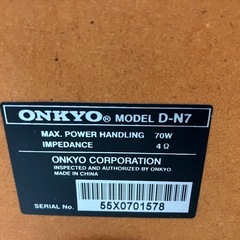 ONKYO® MODEL D-N7
MAX. POWER HANDLING 70W
IMPEDANCE 4Ω
ONKYO CORPORATION
INSPECTED AND AUTHORIZED BY ONKYO
MADE IN CHINA
SERIAL No. 55X0701578